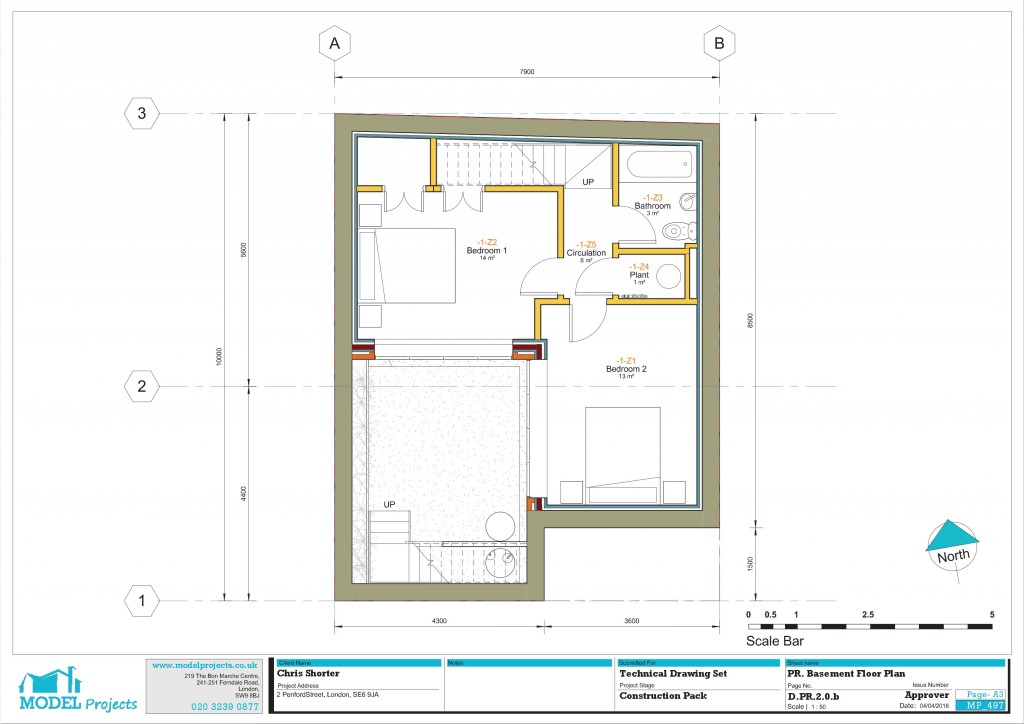 A
B
7900
3
2
1
5600
10000
4400
8500
1500
UP
-1-Z3
Bathroom
3 m²
-1-Z2
Bedroom 1
14 m²
-1-Z5
Circulation
6 m²
-1-Z4
Plant
1 m²
-1-Z1
Bedroom 2
13 m²
UP
4300
3600
North
0 0.5 1 2.5 5
Scale Bar
MODEL Projects
www.modelprojects.co.uk
219 The Bon Marche Centre,
241-251 Ferndale Road,
London,
SW9 8BJ
020 3239 0877
Client Name
Chris Shorter
Project Address
2 PenfordStreet, London, SE6 9JA
Notes
Submitted For
Technical Drawing Set
Project Stage
Construction Pack
Sheet name
PR. Basement Floor Plan
Page No.
D.PR.2.0.b
Scale | 1 : 50
Issue Number
Approver
Date: 04/04/2016
Page- A3
MP_497